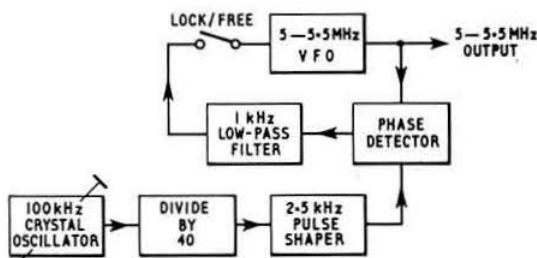 LOCK/FREE
5—5·5MHz
VFO
5—5·5MHz
OUTPUT
1 kHz
LOW-PASS
FILTER
PHASE
DETECTOR
100kHz
CRYSTAL
OSCILLATOR
DIVIDE
BY
40
2·5 kHz
PULSE
SHAPER